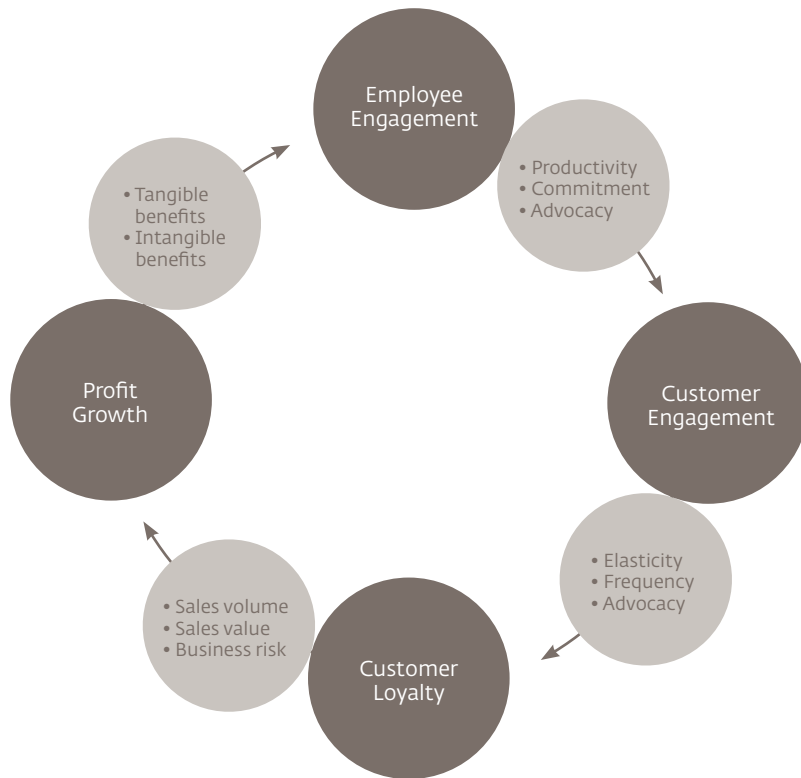 Employee
Engagement
• Productivity
• Commitment
• Advocacy
Customer
Engagement
• Elasticity
• Frequency
• Advocacy
Customer
Loyalty
• Sales volume
• Sales value
• Business risk
Profit
Growth
• Tangible
benefits
• Intangible
benefits